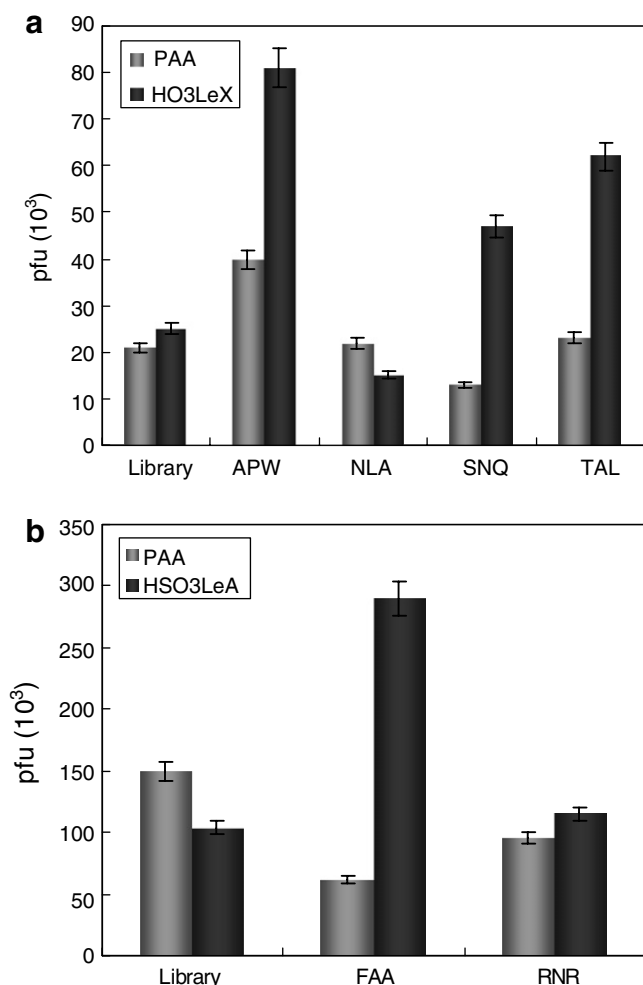 a
90
80
70
60
50
40
30
20
10
0
pfu (10³)
PAA
HO3LeX
Library APW NLA SNQ TAL
b
350
300
250
200
150
100
50
0
pfu (10³)
PAA
HSO3LeA
Library FAA RNR